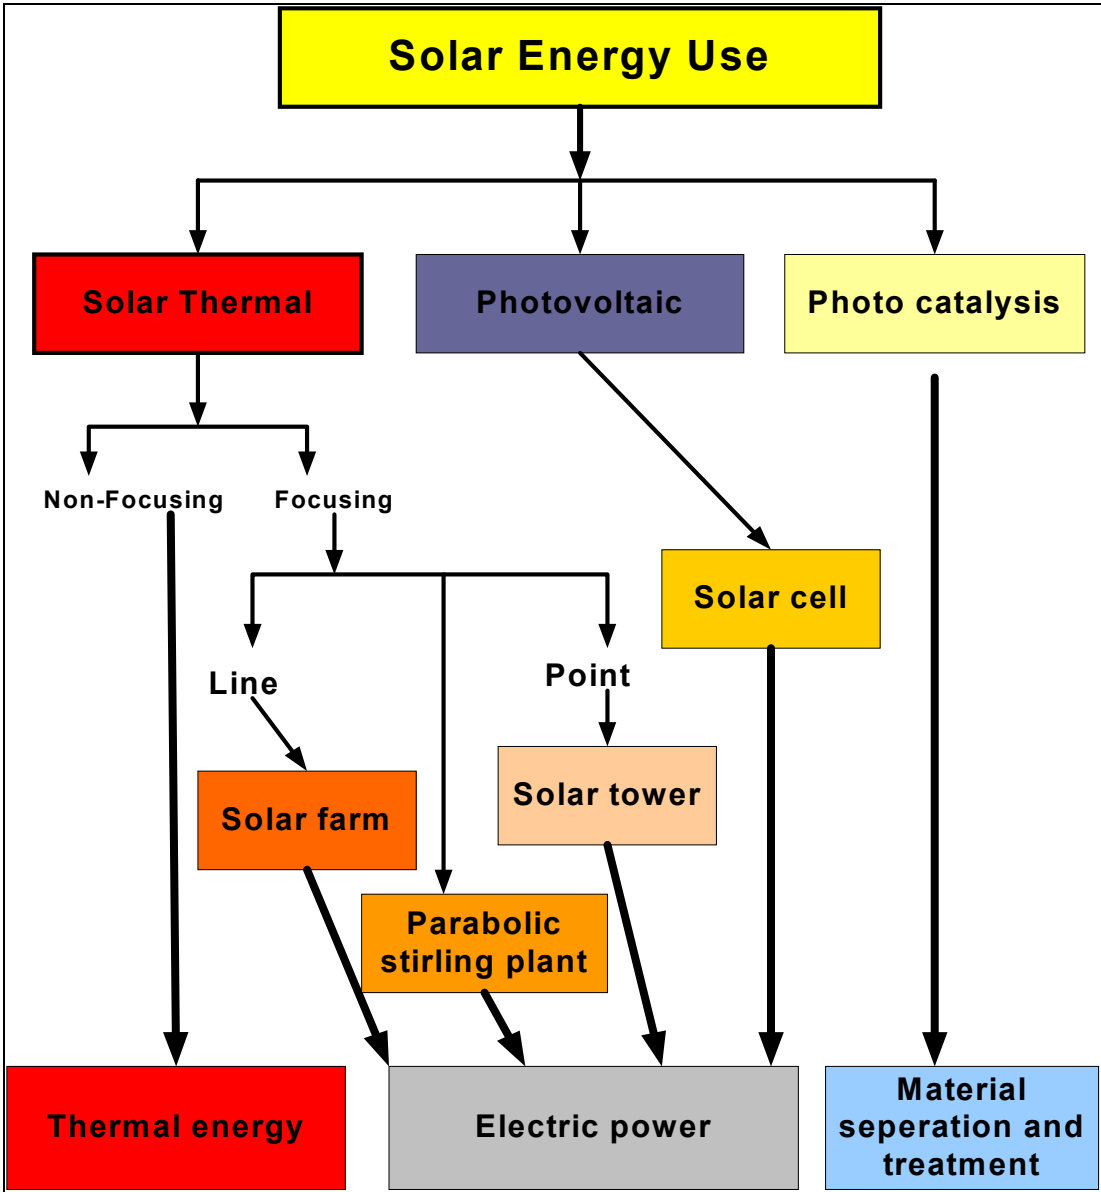 Solar Energy Use
Solar Thermal
Photovoltaic
Photo catalysis
Non-Focusing
Focusing
Solar cell
Line
Point
Solar farm
Solar tower
Parabolic
stirling plant
Thermal energy
Electric power
Material
seperation and
treatment